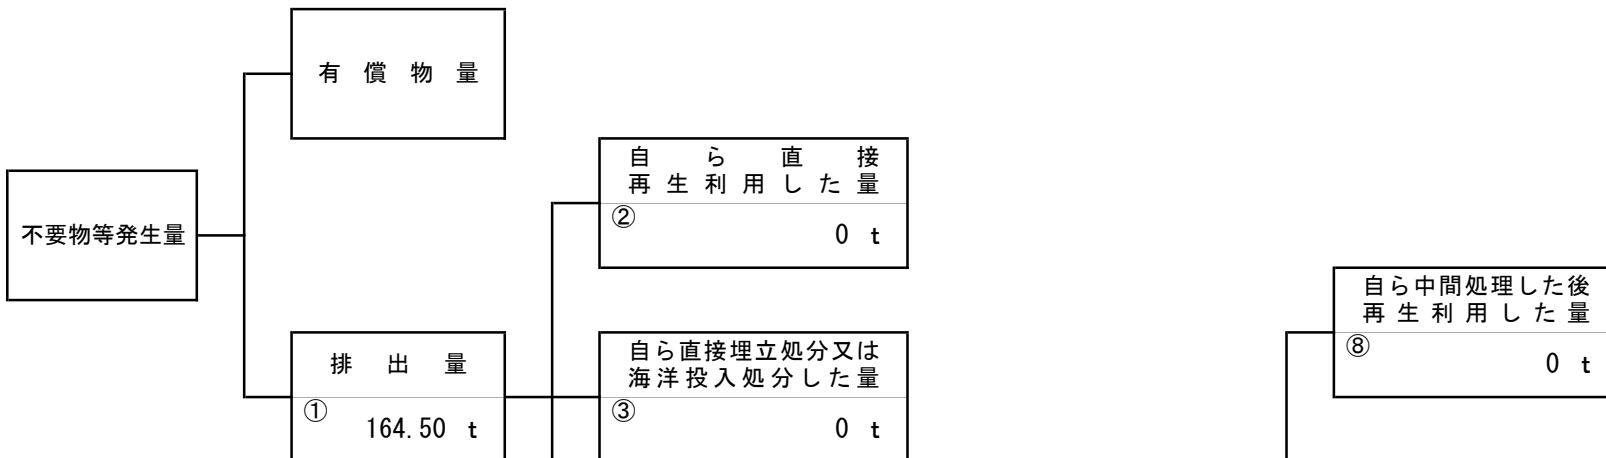 有償物量
自ら直接
再生利用した量
② 0 t
不要物等発生量
自ら中間処理した後
再生利用した量
⑧ 0 t
排出量
① 164.50 t
自ら直接埋立処分又は
海洋投入処分した量
③ 0 t